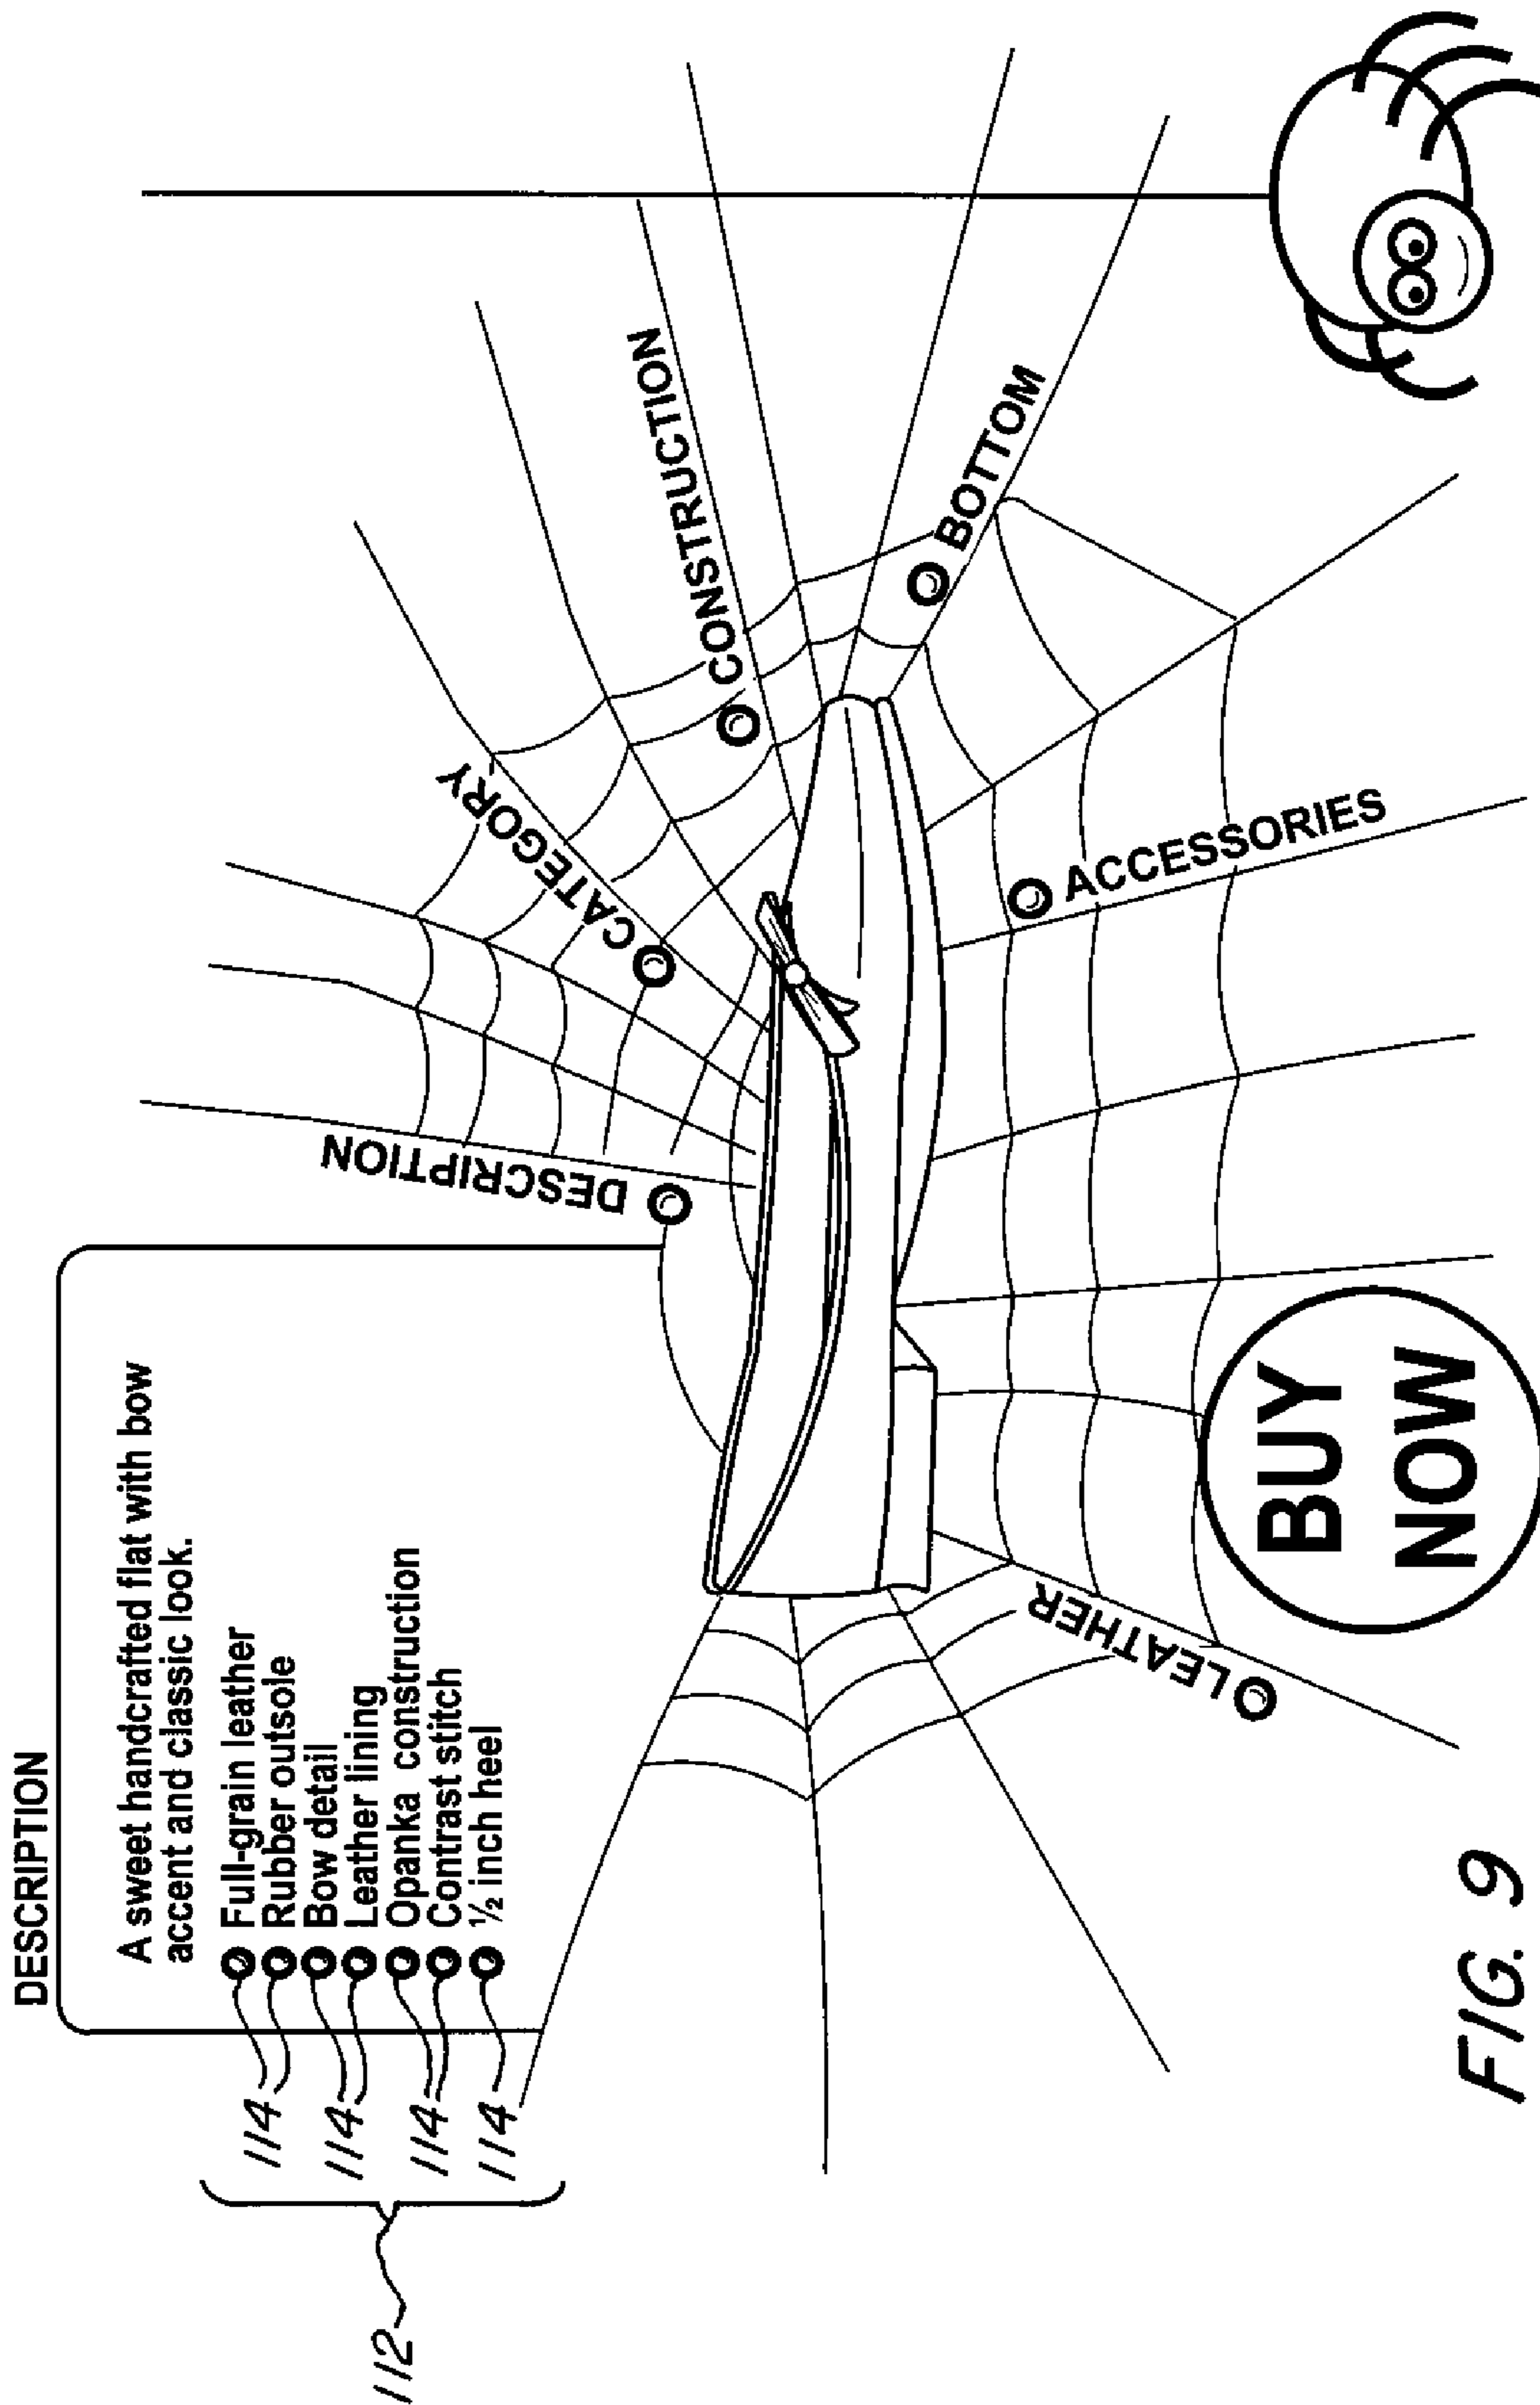 DESCRIPTION
A sweet handcrafted flat with bow
accent and classic look.
Full-grain leather
Rubber outsole
Bow detail
Leather lining
Opanka construction
Contrast stitch
½ inch heel
114
114
114
114
112
DESCRIPTION
CATEGORY
CONSTRUCTION
BOTTOM
ACCESSORIES
LEATHER
BUY
NOW
FIG. 9